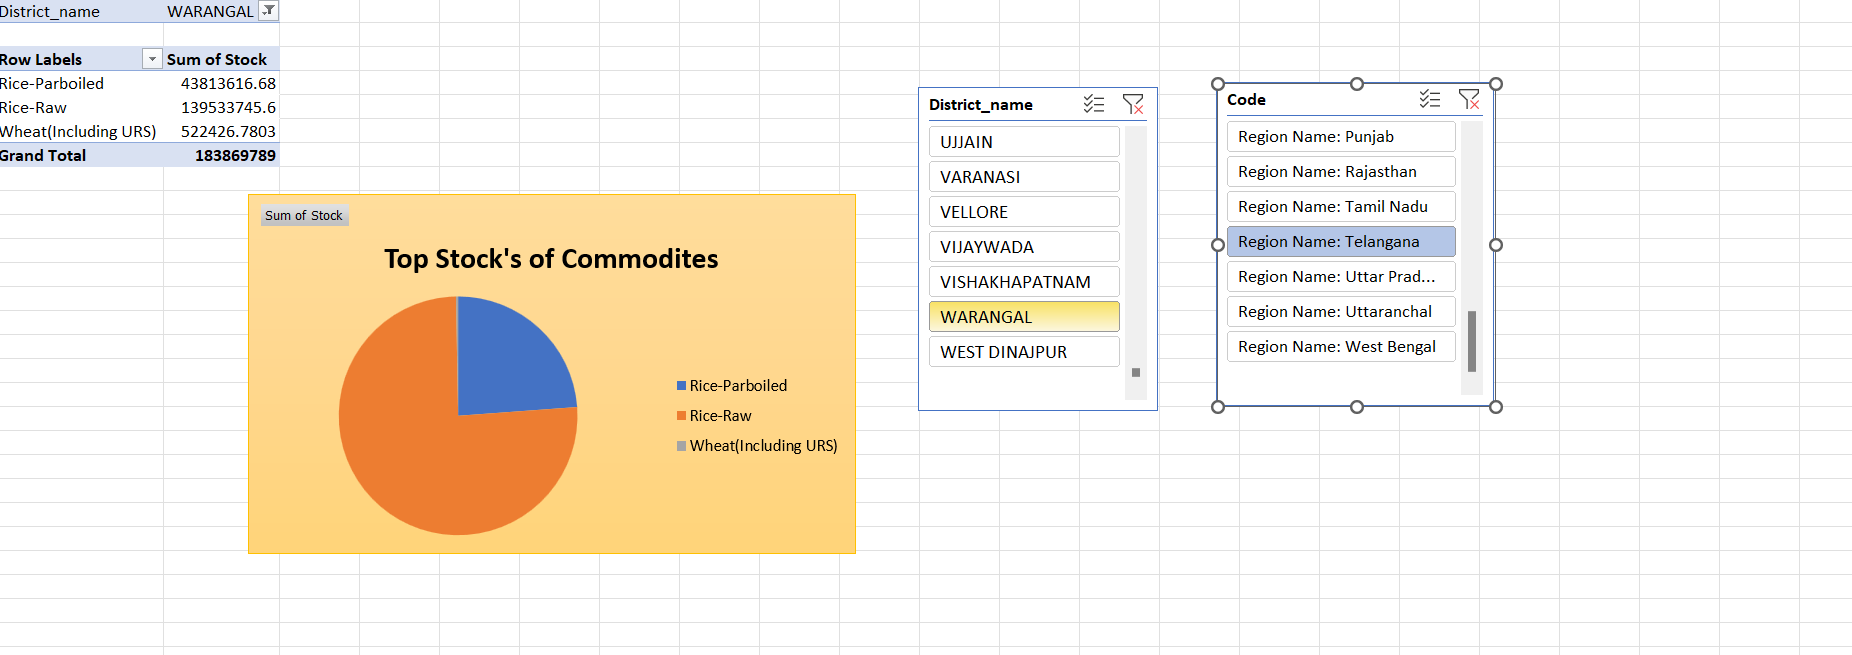 District_name WARANGAL
Row Labels Sum of Stock
Rice-Parboiled 43813616.68
Rice-Raw 139533745.6
Wheat(Including URS) 522426.7803
Grand Total 183869789
Sum of Stock
Top Stock's of Commodites
Rice-Parboiled
Rice-Raw
Wheat(Including URS)
District_name
UJJAIN
VARANASI
VELLORE
VIJAYWADA
VISHAKHAPATNAM
WARANGAL
WEST DINAJPUR
Code
Region Name: Punjab
Region Name: Rajasthan
Region Name: Tamil Nadu
Region Name: Telangana
Region Name: Uttar Prad...
Region Name: Uttaranchal
Region Name: West Bengal